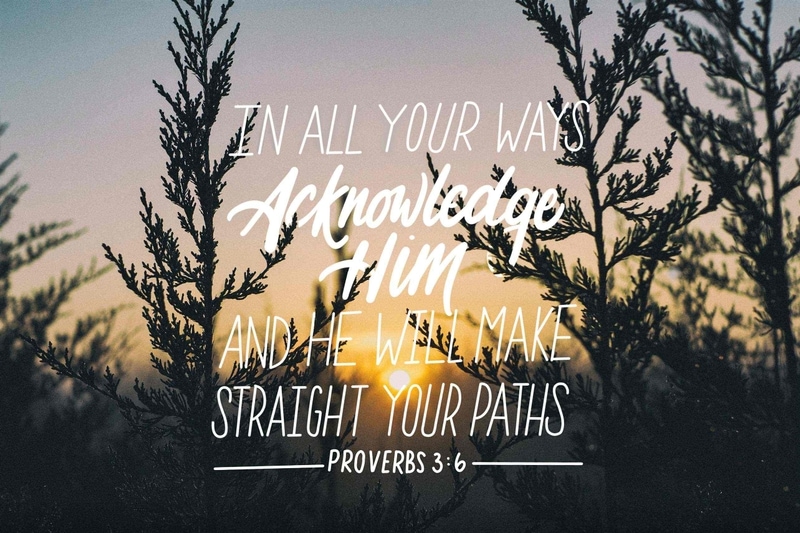 IN ALL YOUR WAYS
Acknowledge
Him
AND HE WILL MAKE
STRAIGHT YOUR PATHS
PROVERBS 3:6